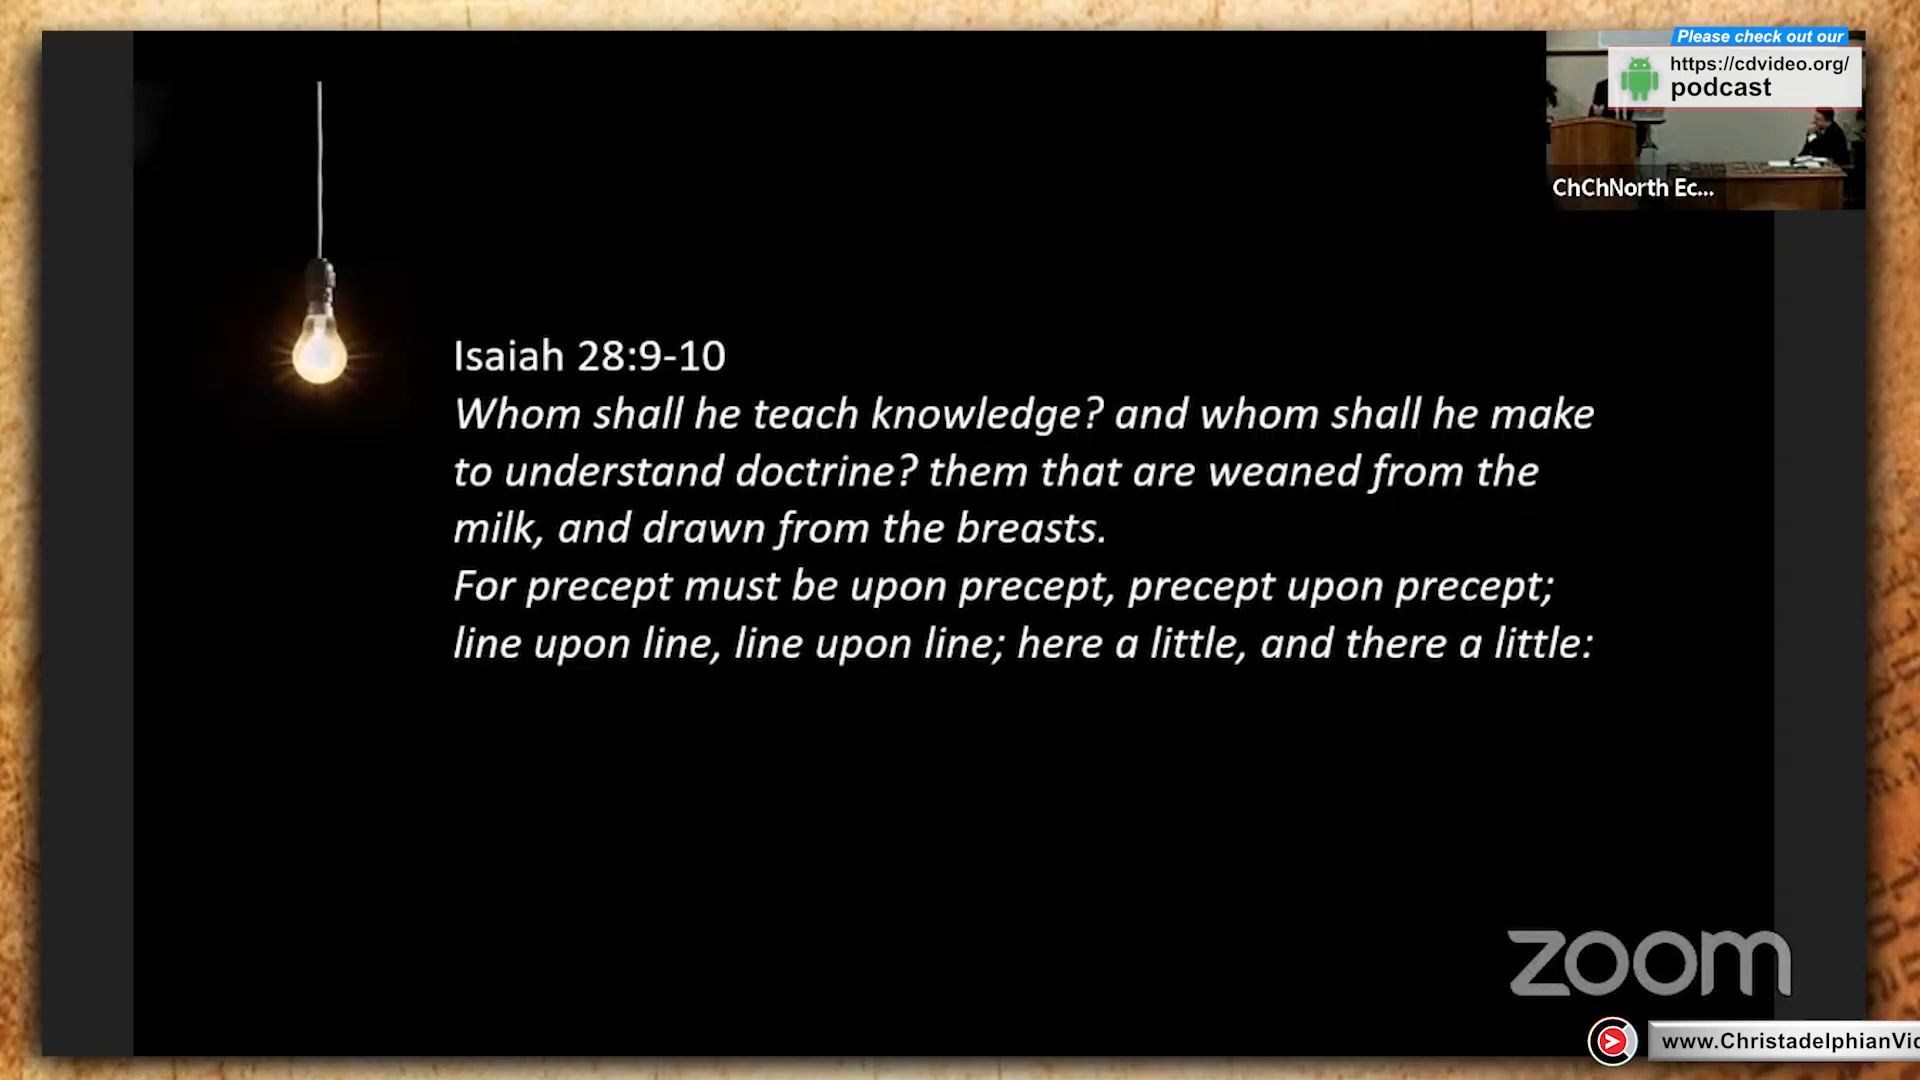 Please check out our
https://cdvideo.org/
podcast
ChChNorth Ec...
Isaiah 28:9-10
Whom shall he teach knowledge? and whom shall he make
to understand doctrine? them that are weaned from the
milk, and drawn from the breasts.
For precept must be upon precept, precept upon precept;
line upon line, line upon line; here a little, and there a little:
zoom
www.ChristadelphianVid